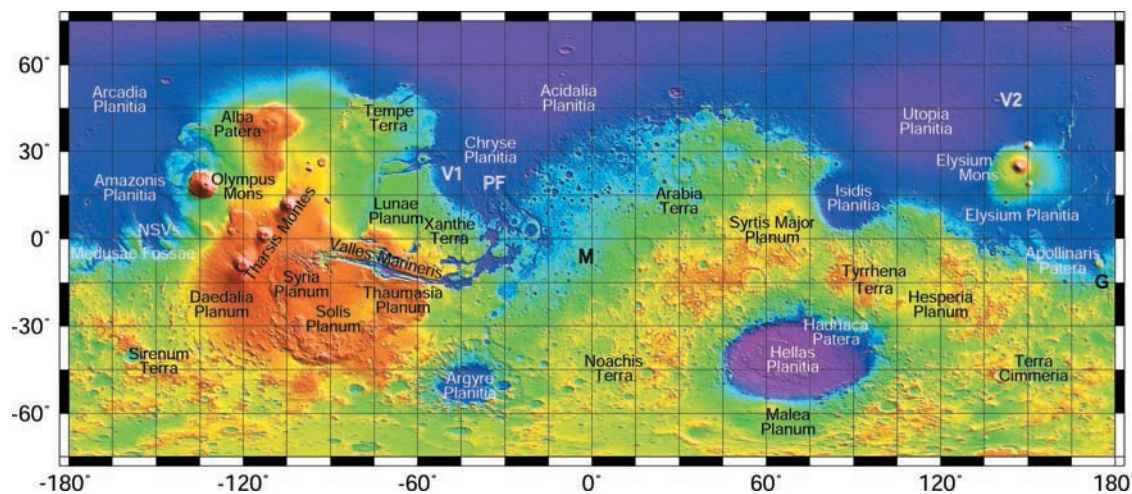 60°
30°
0°
-30°
-60°
-180°
-120°
-60°
0°
60°
120°
180°
Arcadia
Planitia
Alba
Patera
Tempe
Terra
Acidalia
Planitia
Chryse
Planitia
Utopia
Planitia
V2
V1
PF
Amazonis
Planitia
Olympus
Mons
Tharsis Montes
Lunae
Planum
Xanthe
Terra
Arabia
Terra
Syrtis Major
Planum
Isidis
Planitia
Elysium
Mons
Elysium Planitia
NSVs
Medusae Fossae
Valles Marineris
M
Apollinaris
Patera
G
Daedalia
Planum
Syria
Planum
Solis
Planum
Thaumasia
Planum
Tyrrhena
Terra
Hesperia
Planum
Sirenum
Terra
Argyre
Planitia
Noachis
Terra
Hadriaca
Patera
Hellas
Planitia
Malea
Planum
Terra
Cimmeria